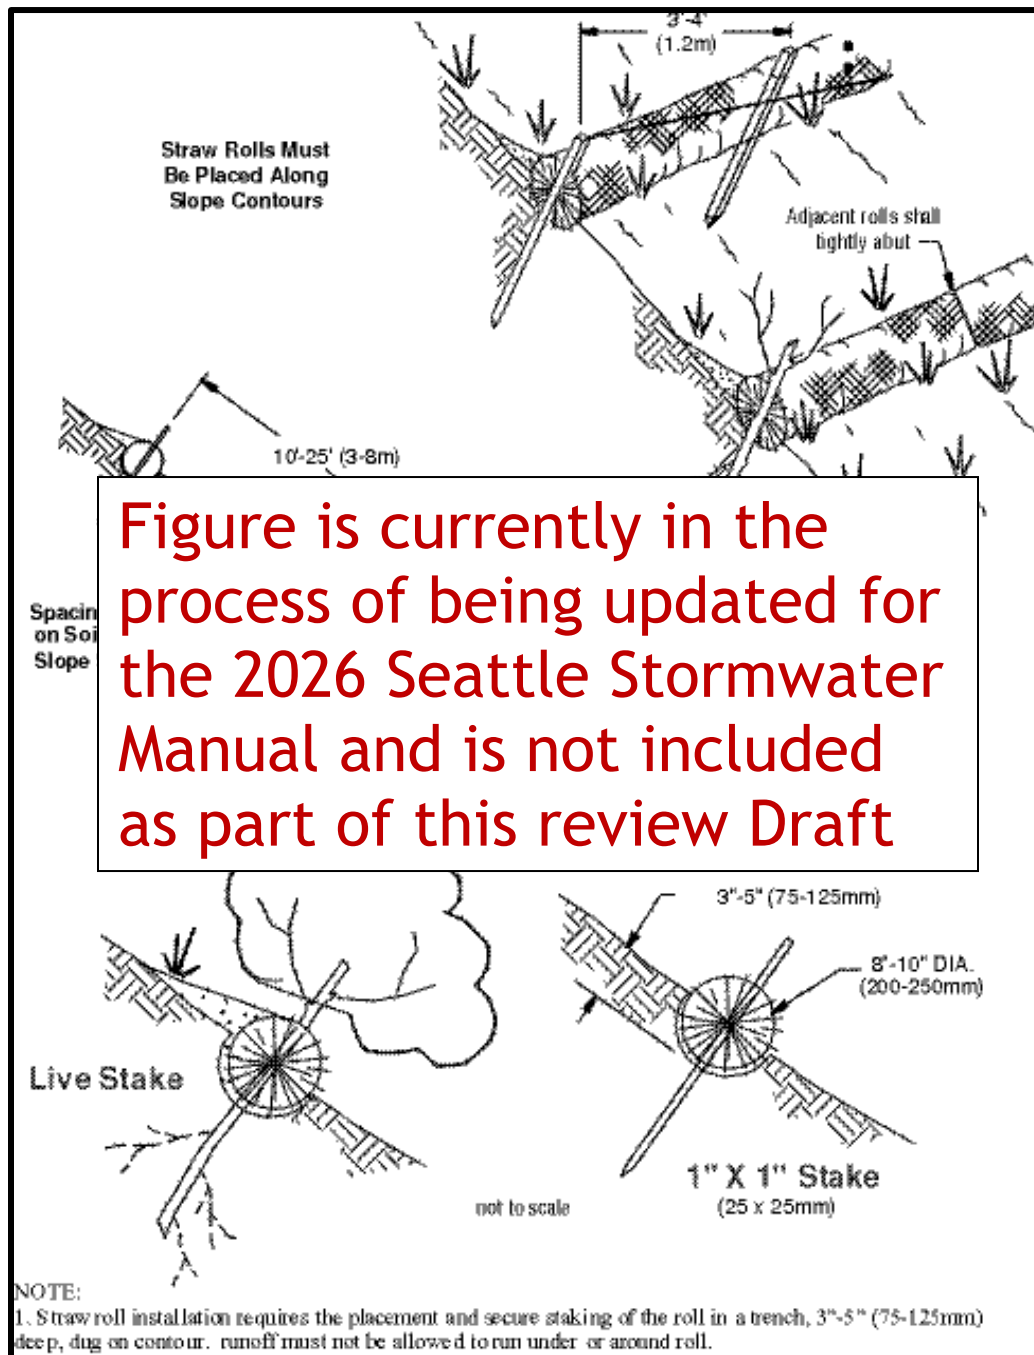 3'-4'
(1.2m)
Straw Rolls Must
Be Placed Along
Slope Contours
Adjacent rolls shall
tightly abut
10'-25' (3-8m)
Figure is currently in the
process of being updated for
the 2026 Seattle Stormwater
Manual and is not included
as part of this review Draft
on
Slope
3"-5" (75-125mm)
8"-10" DIA.
(200-250mm)
Live Stake
1" X 1" Stake
(25 x 25mm)
not to scale
NOTE:
1. Straw roll installation requires the placement and secure staking of the roll in a trench, 3"-5" (75-125mm)
deep, dug on contour. runoff must not be allowed to run under or around roll.